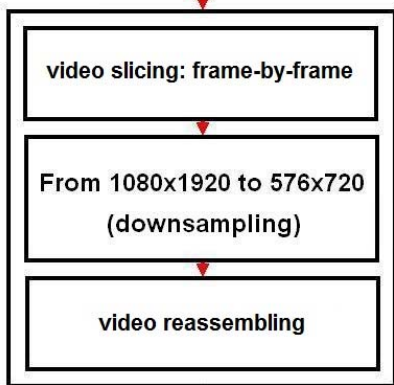 video slicing: frame-by-frame
From 1080x1920 to 576x720
(downsampling)
video reassembling